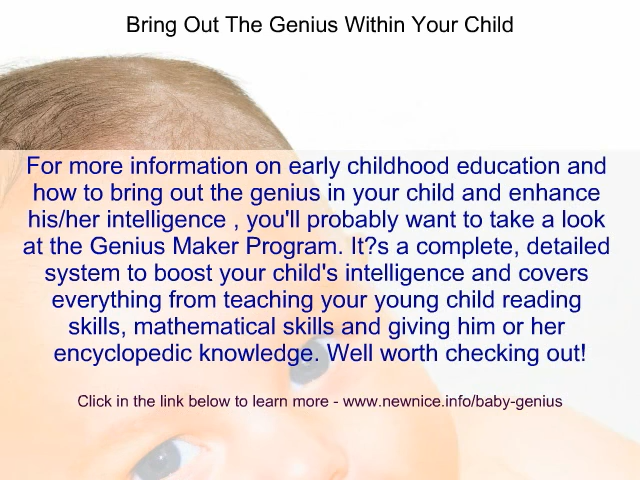 Bring Out The Genius Within Your Child
For more information on early childhood education and
how to bring out the genius in your child and enhance
his/her intelligence , you'll probably want to take a look
at the Genius Maker Program. It?s a complete, detailed
system to boost your child's intelligence and covers
everything from teaching your young child reading
skills, mathematical skills and giving him or her
encyclopedic knowledge. Well worth checking out!
Click in the link below to learn more - www.newnice.info/baby-genius